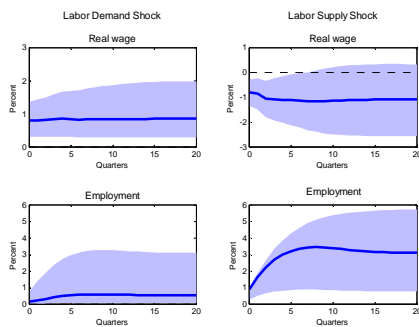 Labor Demand Shock
Labor Supply Shock
Real wage
Real wage
3
2
1
0
Percent
0 5 10 15 20
Quarters
1
0
-1
-2
-3
Percent
0 5 10 15 20
Quarters
Employment
Employment
6
5
4
3
2
1
0
Percent
0 5 10 15 20
Quarters
6
5
4
3
2
1
0
Percent
0 5 10 15 20
Quarters